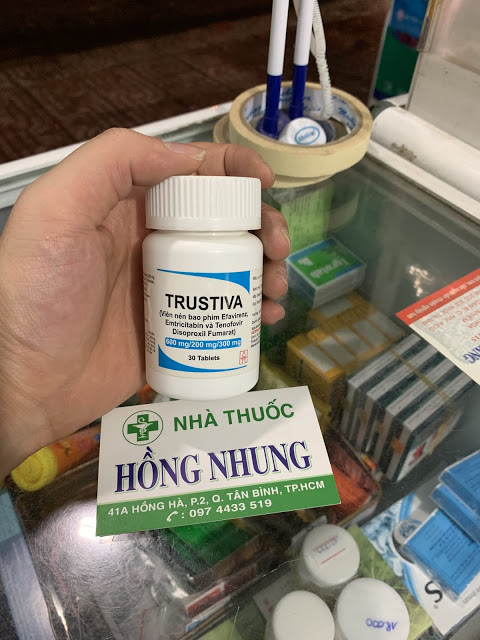 TRUSTIVA
(Viên nén bao phim Efavirenz,
Emtricitabin và Tenofovir
Disoproxil Fumarat)
600 mg/200 mg/300 mg
30 Tablets
NHÀ THUỐC
HỒNG NHUNG
41A HỒNG HÀ, P.2, Q. TÂN BÌNH, TP.HCM
: 097 4433 519